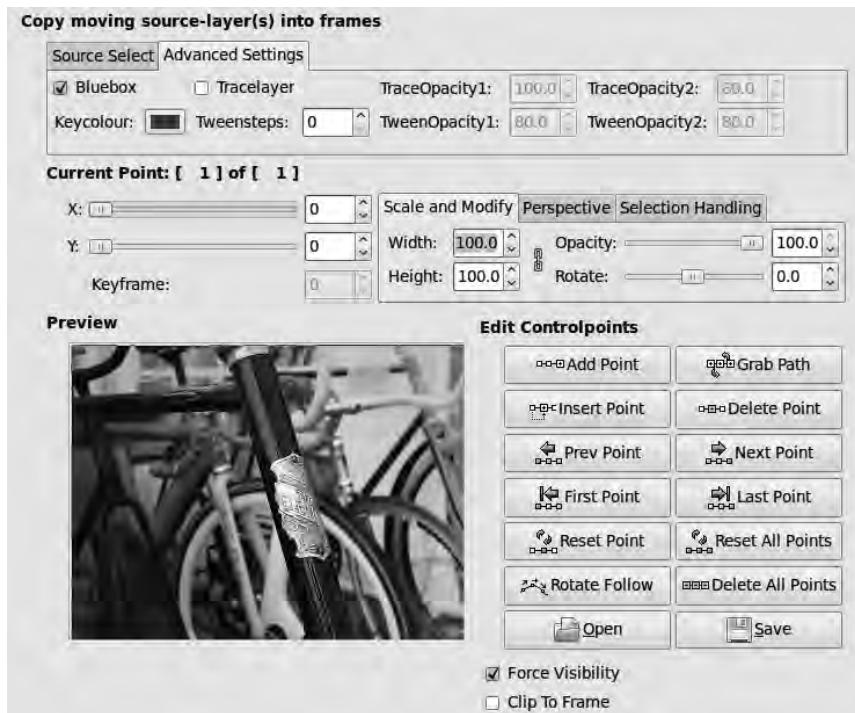 Copy moving source-layer(s) into frames
Source Select Advanced Settings
Bluebox Tracelayer TraceOpacity1: 100.0 TraceOpacity2: 80.0
Keycolour: Tweensteps: 0 TweenOpacity1: 80.0 TweenOpacity2: 80.0
Current Point: [ 1 ] of [ 1 ]
X: 0
Y: 0
Keyframe: 0
Scale and Modify Perspective Selection Handling
Width: 100.0 Opacity: 100.0
Height: 100.0 Rotate: 0.0
Preview
Edit Controlpoints
Add Point Grab Path
Insert Point Delete Point
Prev Point Next Point
First Point Last Point
Reset Point Reset All Points
Rotate Follow Delete All Points
Open Save
Force Visibility
Clip To Frame